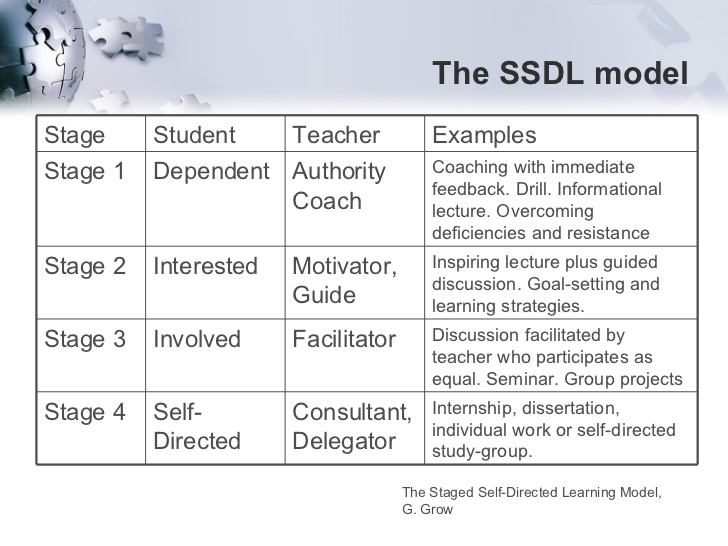 The SSDL model
Stage Student Teacher Examples
Stage 1 Dependent Authority
Coach
Coaching with immediate
feedback. Drill. Informational
lecture. Overcoming
deficiencies and resistance
Stage 2 Interested Motivator,
Guide
Inspiring lecture plus guided
discussion. Goal-setting and
learning strategies.
Stage 3 Involved Facilitator
Discussion facilitated by
teacher who participates as
equal. Seminar. Group projects
Stage 4 Self-
Directed
Consultant,
Delegator
Internship, dissertation,
individual work or self-directed
study-group.
The Staged Self-Directed Learning Model,
G. Grow